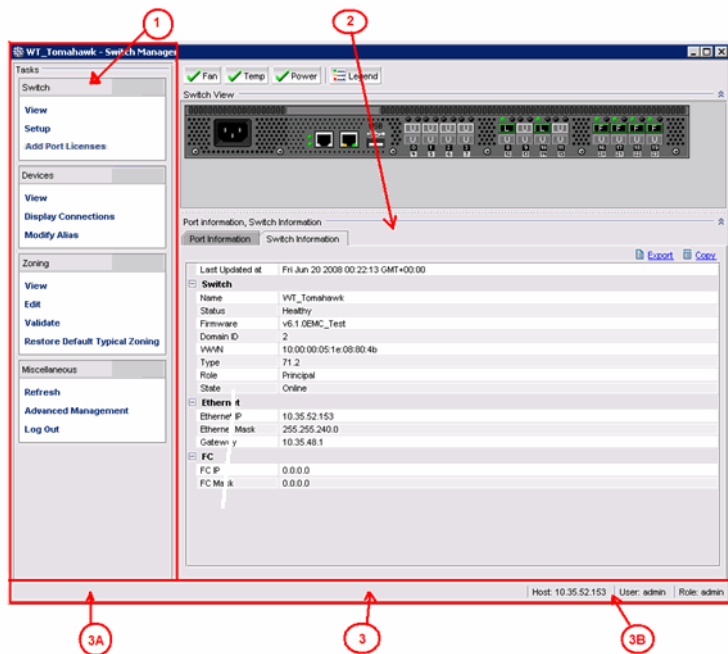 1
2
WT_Tomahawk - Switch Manager
Tasks
Switch
View
Setup
Add Port Licenses
Devices
View
Display Connections
Modify Alias
Zoning
View
Edit
Validate
Restore Default Typical Zoning
Miscellaneous
Refresh
Advanced Management
Log Out
Fan Temp Power Legend
Switch View
Port information, Switch Information
Port Information Switch Information
Export Copy
Last Updated at Fri Jun 20 2008 00:22:13 GMT+00:00
Switch
Name WT_Tomahawk
Status Healthy
Firmware v6.1.0EMC_Test
Domain ID 2
WWN 10:00:00:05:1e:08:80:4b
Type 71.2
Role Principal
State Online
Ethernet
Ethernet IP 10.35.52.153
Ethernet Mask 255.255.240.0
Gateway 10.35.48.1
FC
FC IP 0.0.0.0
FC Mask 0.0.0.0
Host: 10.35.52.153 User: admin Role: admin
3A
3
3B